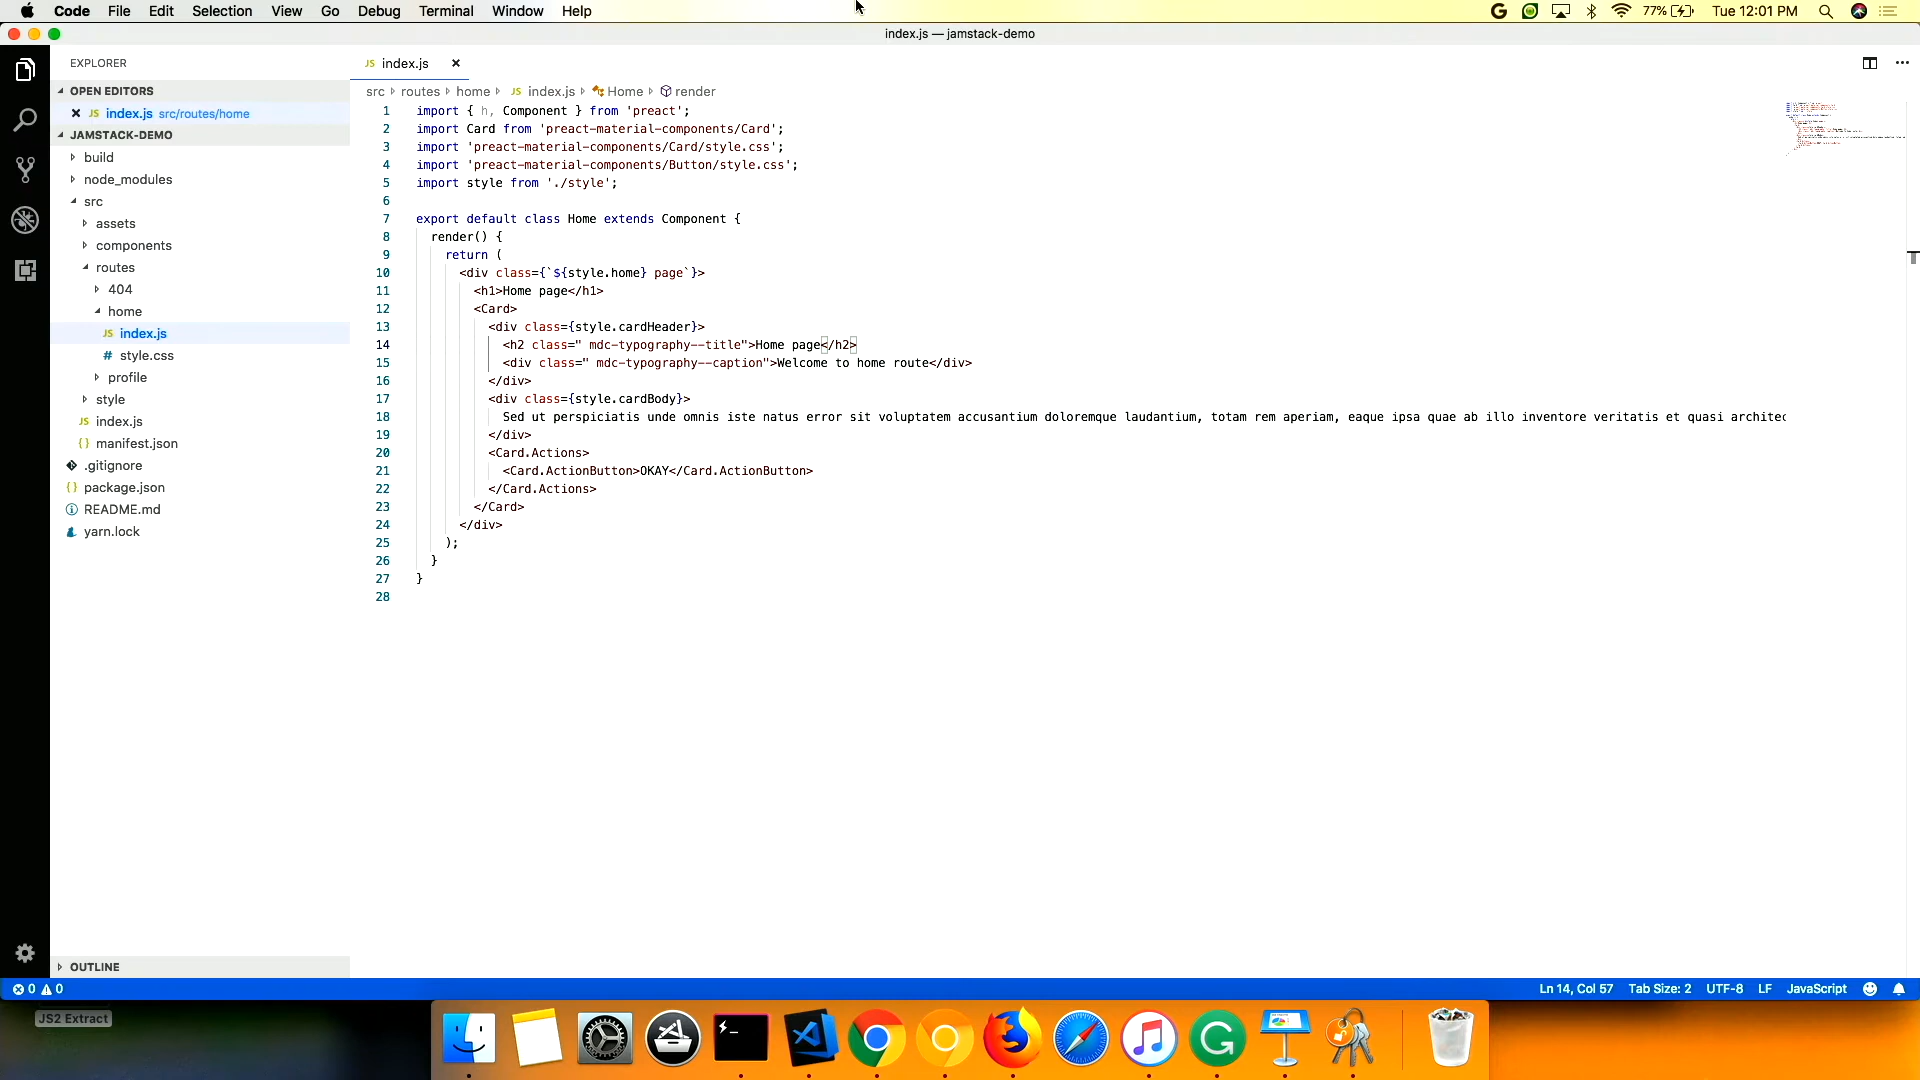 Code File Edit Selection View Go Debug Terminal Window Help
77% Tue 12:01 PM
index.js — jamstack-demo
EXPLORER
OPEN EDITORS
JS index.js src/routes/home
JAMSTACK-DEMO
build
node_modules
src
assets
components
routes
404
home
JS index.js
# style.css
profile
style
JS index.js
{} manifest.json
.gitignore
{} package.json
README.md
yarn.lock
OUTLINE
JS index.js
src routes home JS index.js Home render
1 import { h, Component } from 'preact';
2 import Card from 'preact-material-components/Card';
3 import 'preact-material-components/Card/style.css';
4 import 'preact-material-components/Button/style.css';
5 import style from './style';
6
7 export default class Home extends Component {
8 render() {
9 return (
10 <div class={`${style.home} page`}>
11 <h1>Home page</h1>
12 <Card>
13 <div class={style.cardHeader}>
14 <h2 class=" mdc-typography--title">Home page</h2>
15 <div class=" mdc-typography--caption">Welcome to home route</div>
16 </div>
17 <div class={style.cardBody}>
18 Sed ut perspiciatis unde omnis iste natus error sit voluptatem accusantium doloremque laudantium, totam rem aperiam, eaque ipsa quae ab illo inventore veritatis et quasi architec
19 </div>
20 <Card.Actions>
21 <Card.ActionButton>OKAY</Card.ActionButton>
22 </Card.Actions>
23 </Card>
24 </div>
25 );
26 }
27 }
28
0 0
Ln 14, Col 57 Tab Size: 2 UTF-8 LF JavaScript
JS2 Extract